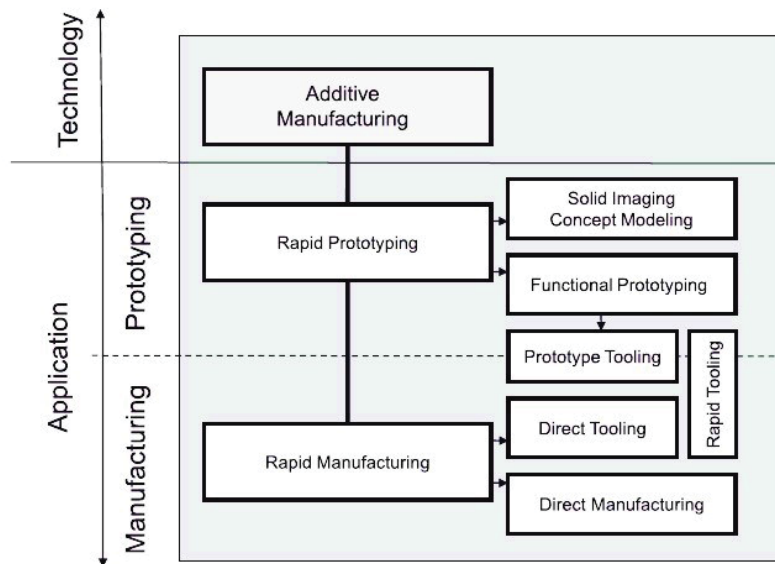 Technology
Additive
Manufacturing
Application
Prototyping
Rapid Prototyping
Solid Imaging
Concept Modeling
Functional Prototyping
Prototype Tooling
Rapid Tooling
Manufacturing
Rapid Manufacturing
Direct Tooling
Direct Manufacturing